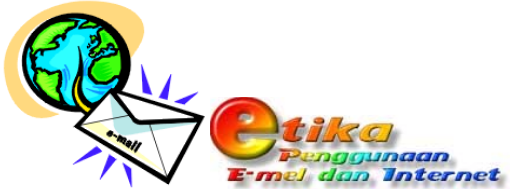 e-mail
etika
Penggunaan
E-mel dan Internet